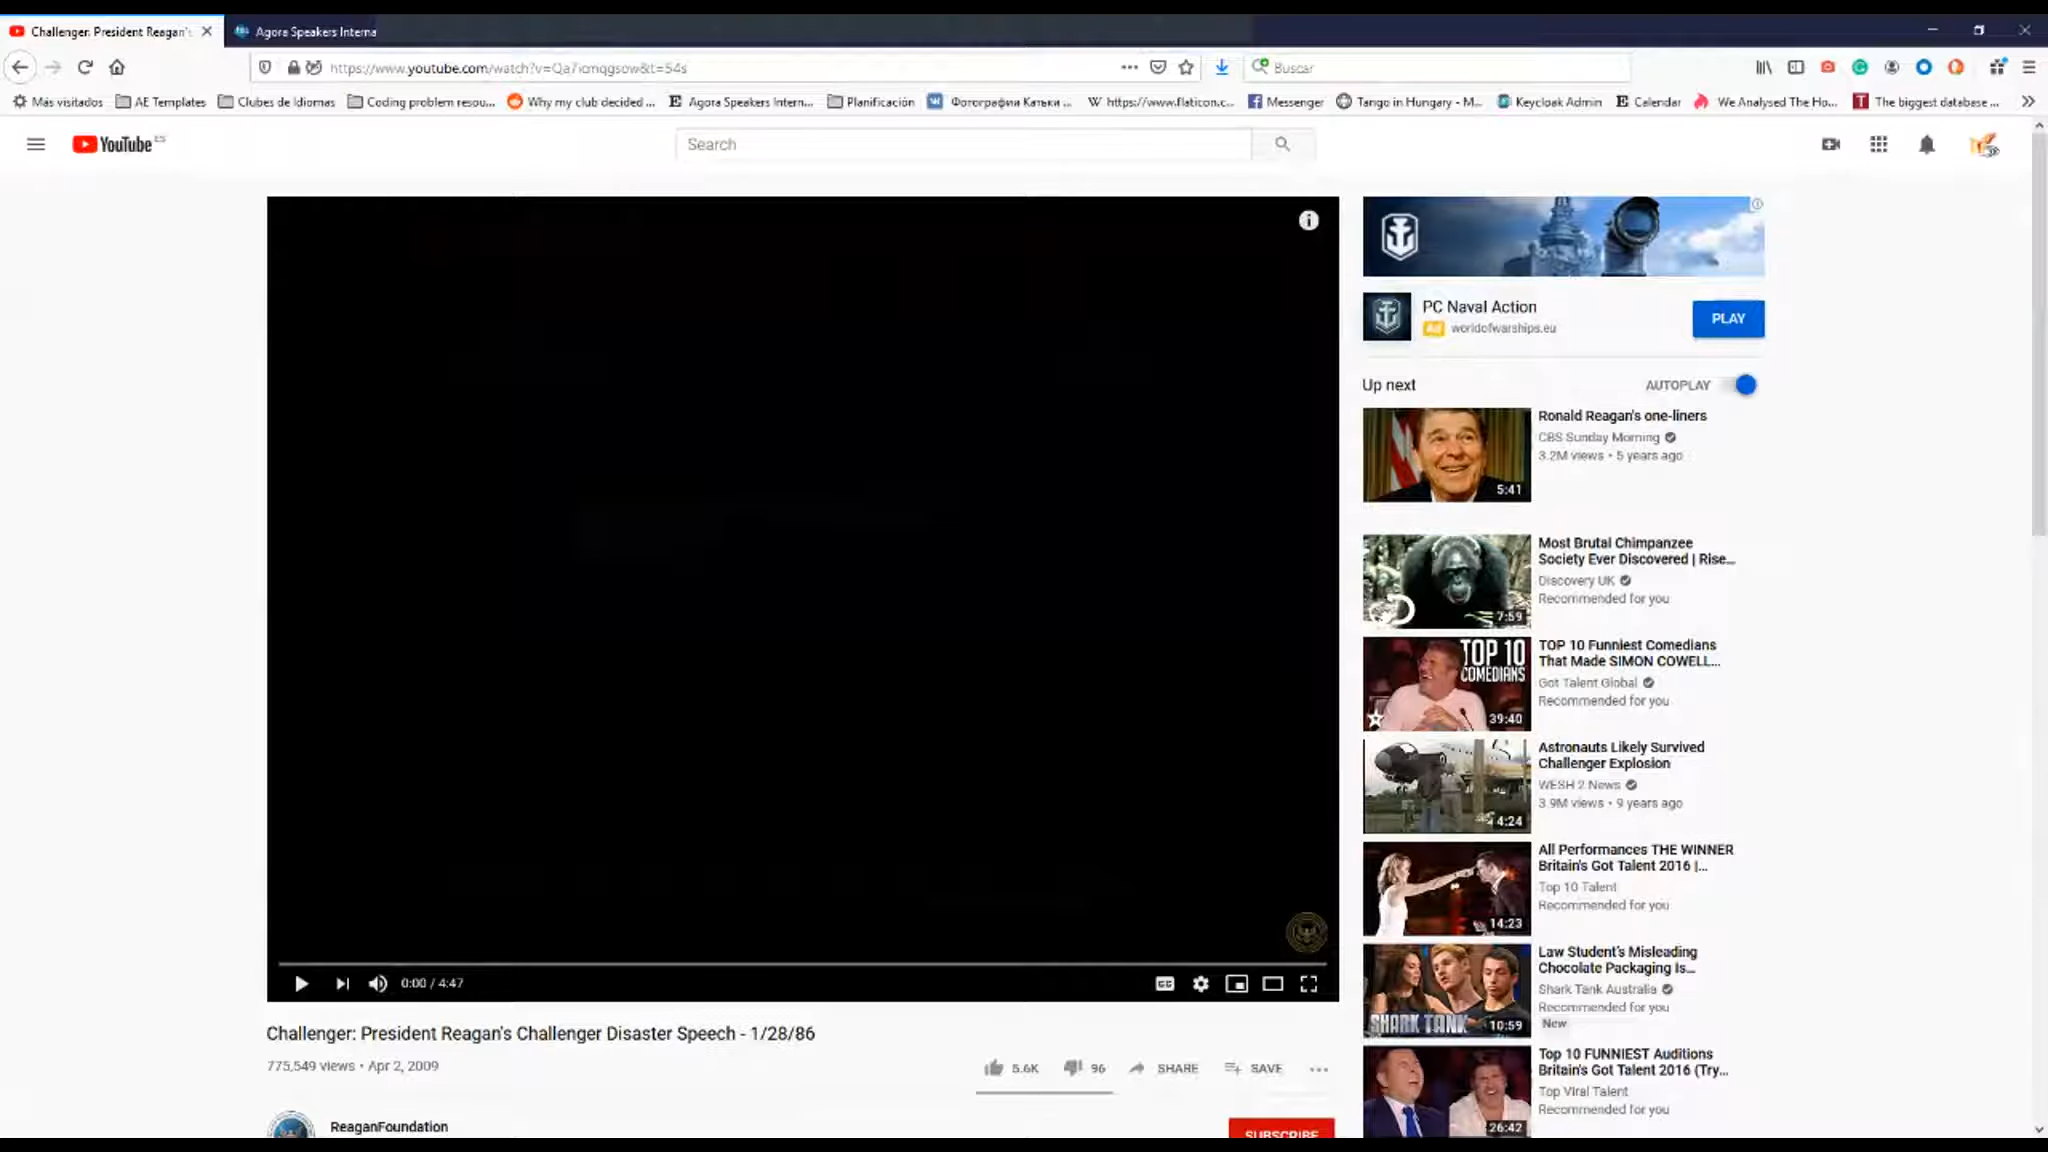 Challenger: President Reagan's
Agora Speakers Interna
https://www.youtube.com/watch?v=
Buscar
Más visitados
AE Templates
Clubes de Idiomas
Coding problem resou...
Why my club decided ...
Agora Speakers Intern...
Planificación
Фотографии Катьки ...
W https://www.flaticon.c...
Messenger
Tango in Hungary - M...
Keycloak Admin
E Calendar
We Analysed The Ho...
T The biggest database ...
YouTube ES
Search
PC Naval Action
Ad worldofwarships.eu
PLAY
Up next
AUTOPLAY
Ronald Reagan's one-liners
CBS Sunday Morning
3.2M views • 5 years ago
5:41
Most Brutal Chimpanzee
Society Ever Discovered | Rise...
Discovery UK
Recommended for you
7:59
TOP 10
COMEDIANS
39:40
TOP 10 Funniest Comedians
That Made SIMON COWELL...
Got Talent Global
Recommended for you
Astronauts Likely Survived
Challenger Explosion
WESH 2 News
3.9M views • 9 years ago
4:24
All Performances THE WINNER
Britain's Got Talent 2016 |...
Top 10 Talent
Recommended for you
14:23
Law Student's Misleading
Chocolate Packaging Is...
Shark Tank Australia
Recommended for you
New
SHARK TANK
10:59
Top 10 FUNNIEST Auditions
Britain's Got Talent 2016 (Try...
Top Viral Talent
Recommended for you
26:42
0:00 / 4:47
CC
Challenger: President Reagan's Challenger Disaster Speech - 1/28/86
775,549 views • Apr 2, 2009
5.6K
96
SHARE
SAVE
ReaganFoundation
SUBSCRIBE